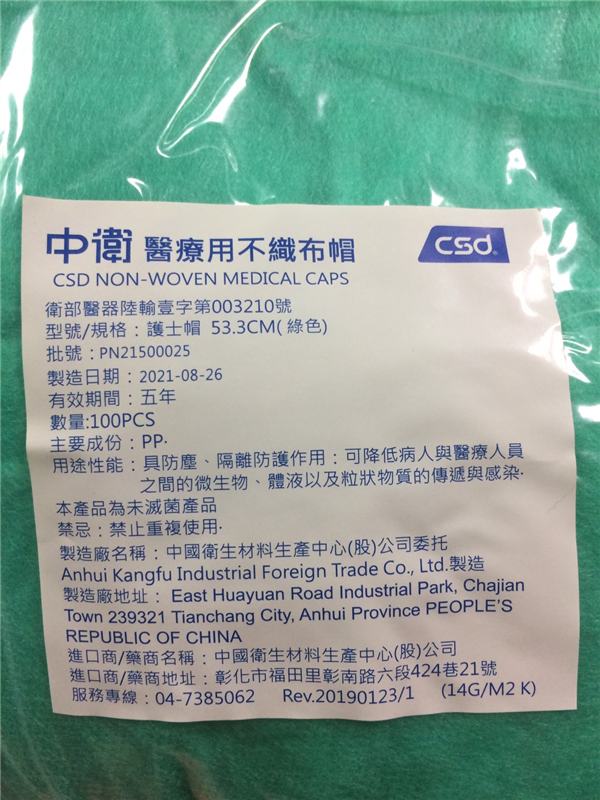 中衛 醫療用不織布帽 csd
CSD NON-WOVEN MEDICAL CAPS
衛部醫器陸輸壹字第003210號
型號/規格：護士帽 53.3CM(綠色)
批號：PN21500025
製造日期：2021-08-26
有效期間：五年
數量:100PCS
主要成份：PP.
用途性能：具防塵、隔離防護作用：可降低病人與醫療人員
之間的微生物、體液以及粒狀物質的傳遞與感染.
本產品為未滅菌產品
禁忌：禁止重複使用.
製造廠名稱：中國衛生材料生產中心(股)公司委托
Anhui Kangfu Industrial Foreign Trade Co., Ltd.製造
製造廠地址： East Huayuan Road Industrial Park, Chajian
Town 239321 Tianchang City, Anhui Province PEOPLE'S
REPUBLIC OF CHINA
進口商/藥商名稱：中國衛生材料生產中心(股)公司
進口商/藥商地址：彰化市福田里彰南路六段424巷21號
服務專線：04-7385062 Rev.20190123/1 (14G/M2 K)